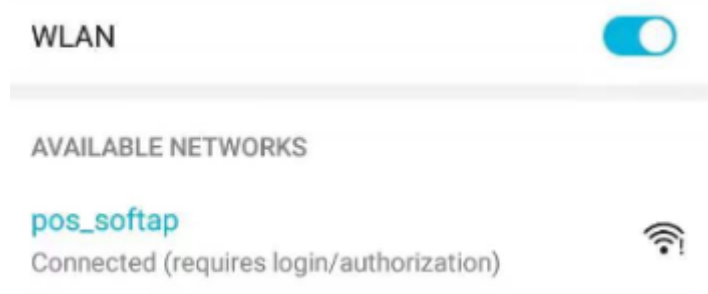 WLAN
AVAILABLE NETWORKS
pos_softap
Connected (requires login/authorization)